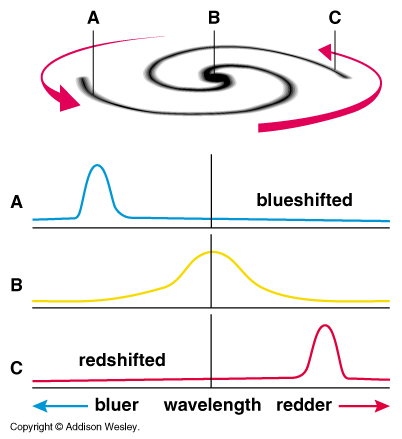 A B C
A blueshifted
B
C redshifted
bluer wavelength redder
Copyright © Addison Wesley.